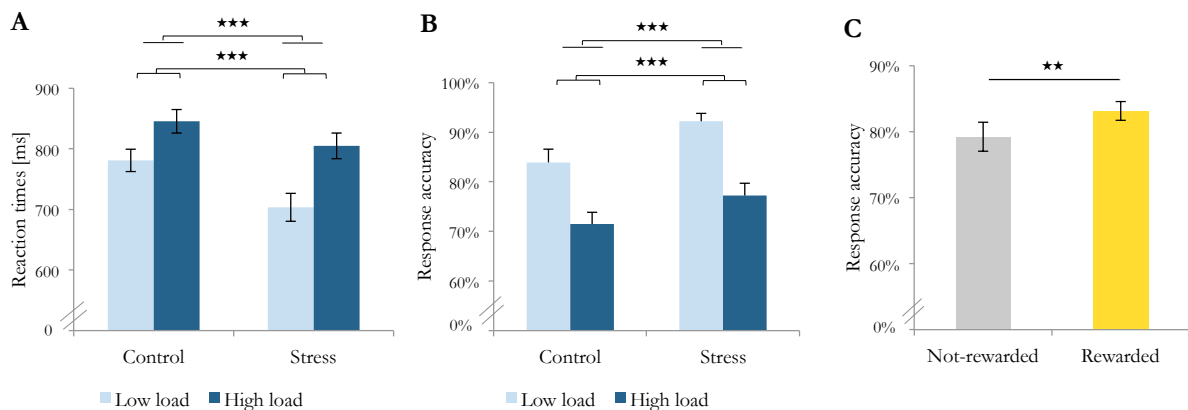 A
★★★
★★★
Reaction times [ms]
900
800
700
600
0
Control
Stress
Low load
High load
B
★★★
★★★
Response accuracy
100%
90%
80%
70%
60%
0%
Control
Stress
Low load
High load
C
★★
Response accuracy
90%
80%
70%
60%
0%
Not-rewarded
Rewarded